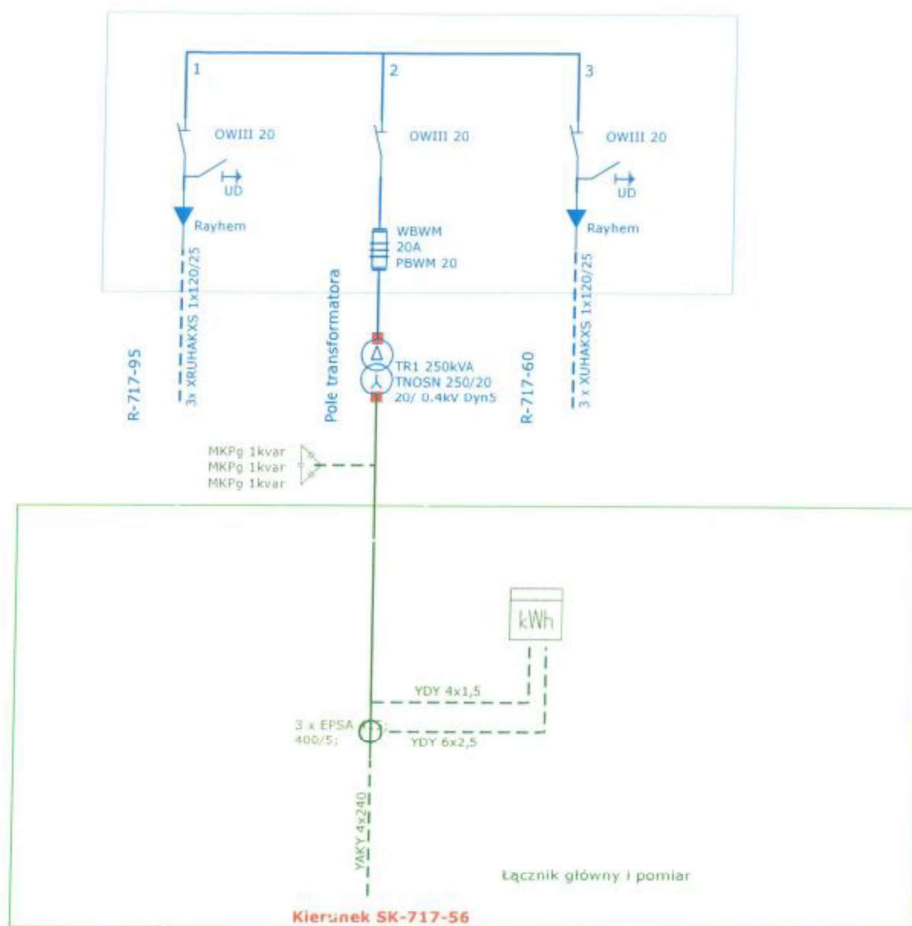 1
2
3
OWIII 20
OWIII 20
OWIII 20
UD
UD
Rayhem
Rayhem
WBWM
20A
PBWM 20
3x XRUHAKXS 1x120/25
R-717-95
Pole transformatora
TR1 250kVA
TNOSN 250/20
20/ 0.4kV Dyn5
R-717-60
3 x XUHAKXS 1x120/25
MKPg 1kvar
MKPg 1kvar
MKPg 1kvar
kWh
YDY 4x1,5
3 x EPSA
400/5;
YDY 6x2,5
YAKY 4x240
Łącznik główny i pomiar
Kierunek SK-717-56